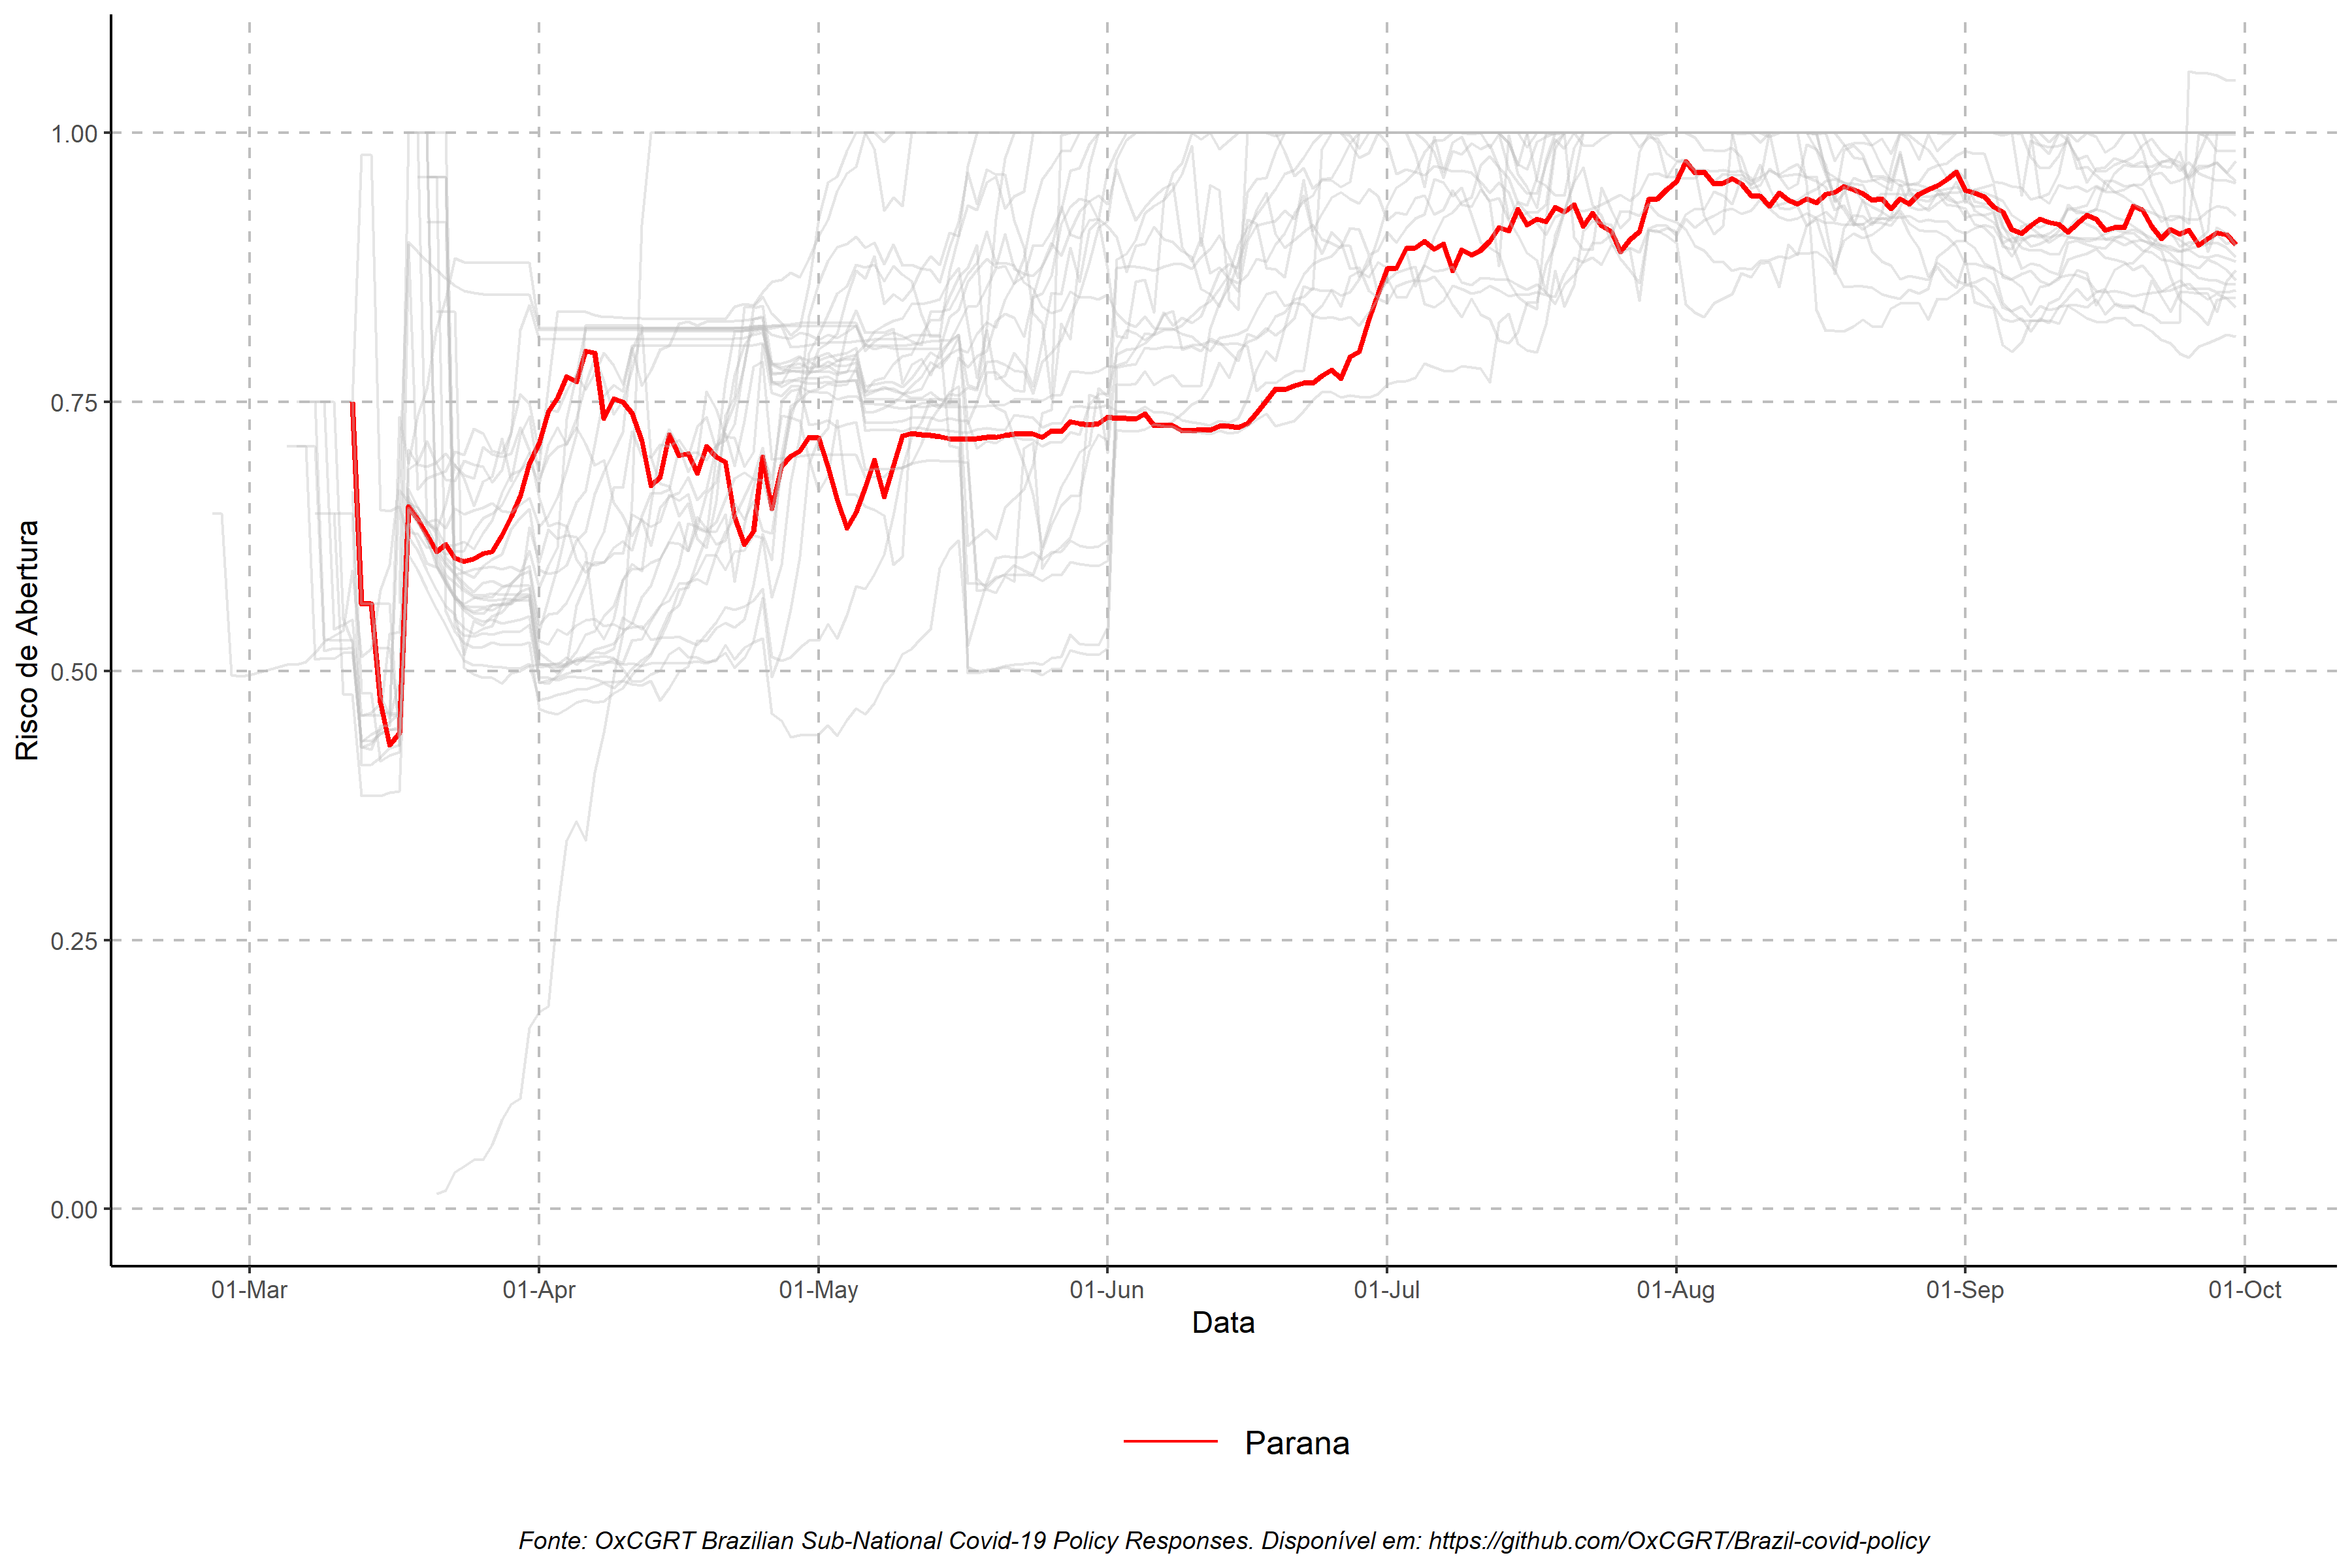 1.00
0.75
0.50
0.25
0.00
Risco de Abertura
01-Mar 01-Apr 01-May 01-Jun 01-Jul 01-Aug 01-Sep 01-Oct
Data
Parana
Fonte: OxCGRT Brazilian Sub-National Covid-19 Policy Responses. Disponível em: https://github.com/OxCGRT/Brazil-covid-policy